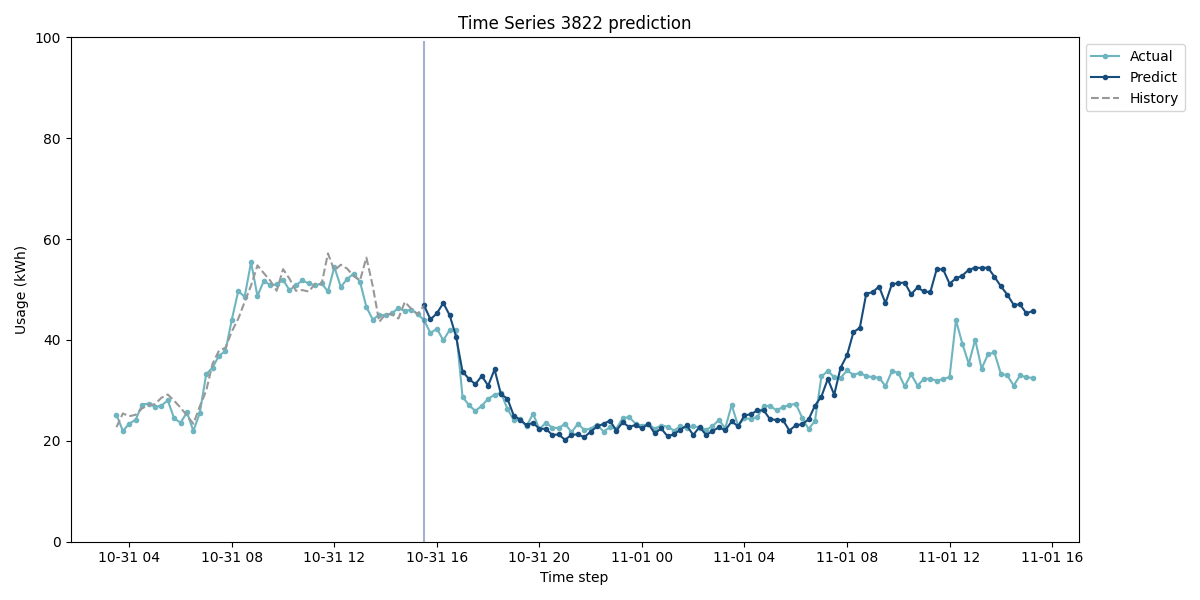 Time Series 3822 prediction
100
80
60
40
20
0
Usage (kWh)
10-31 04
10-31 08
10-31 12
10-31 16
10-31 20
11-01 00
11-01 04
11-01 08
11-01 12
11-01 16
Time step
Actual
Predict
History